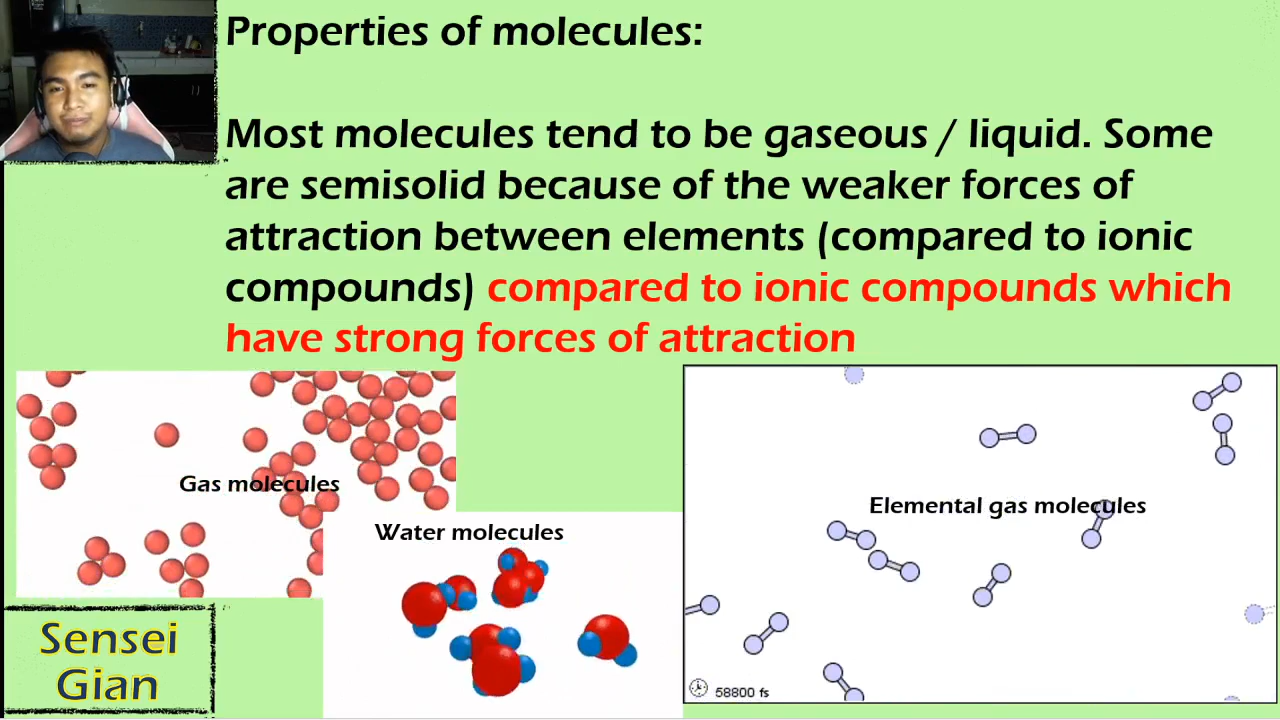 Properties of molecules:
Most molecules tend to be gaseous / liquid. Some
are semisolid because of the weaker forces of
attraction between elements (compared to ionic
compounds) compared to ionic compounds which
have strong forces of attraction
Gas molecules
Water molecules
Elemental gas molecules
58800 fs
Sensei
Gian